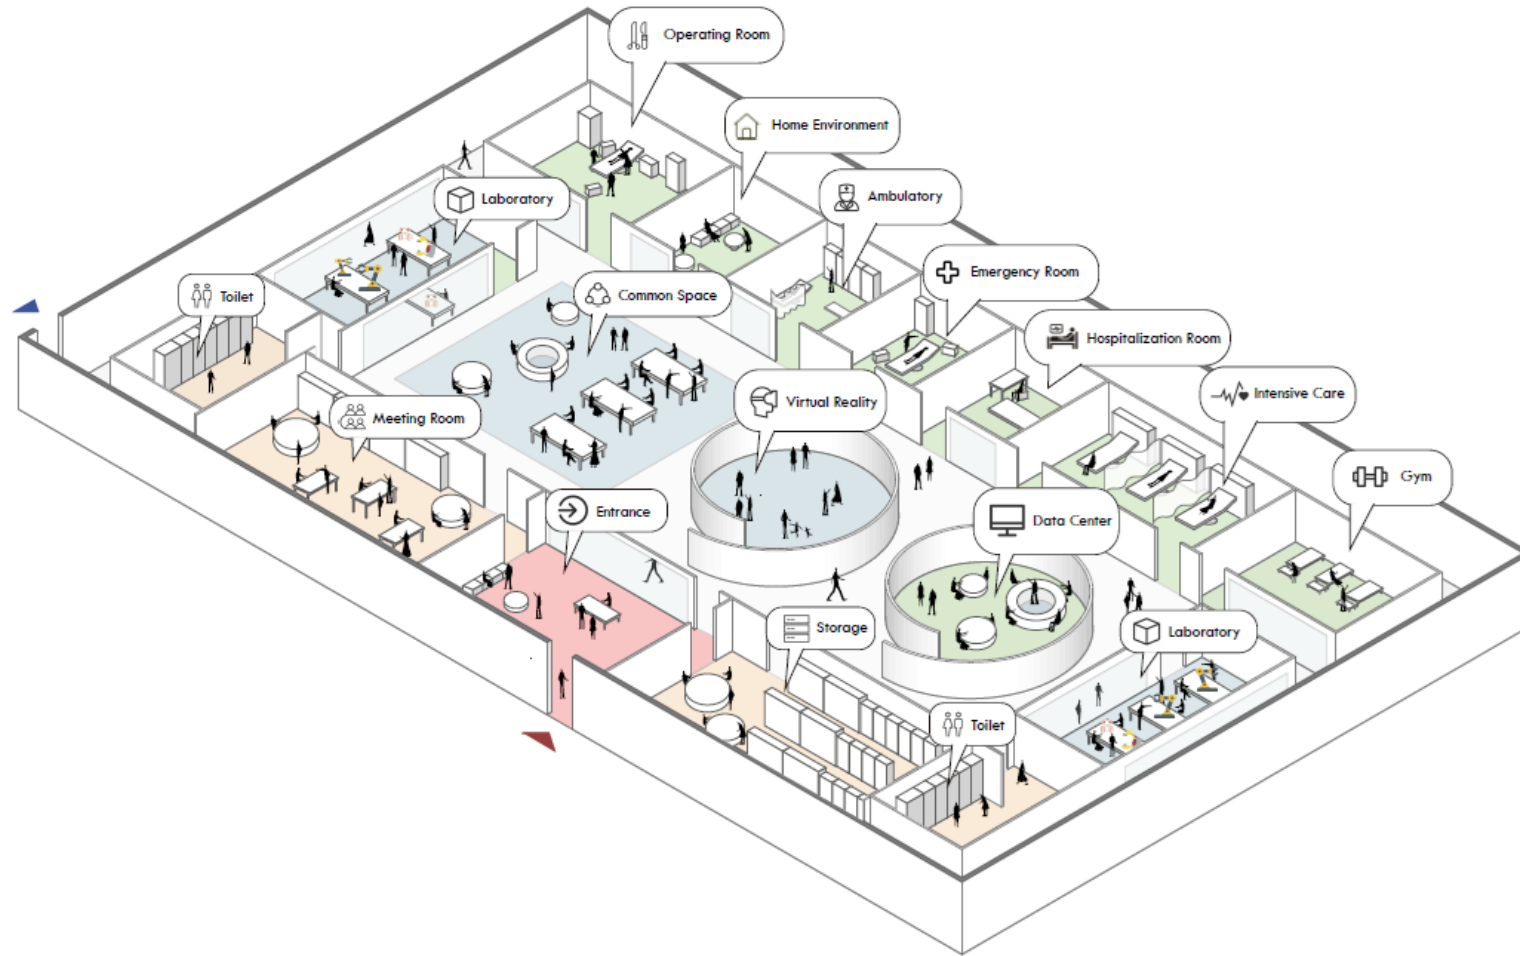 Operating Room
Home Environment
Ambulatory
Laboratory
Emergency Room
Toilet
Common Space
Hospitalization Room
Intensive Care
Virtual Reality
Meeting Room
Gym
Entrance
Data Center
Storage
Laboratory
Toilet